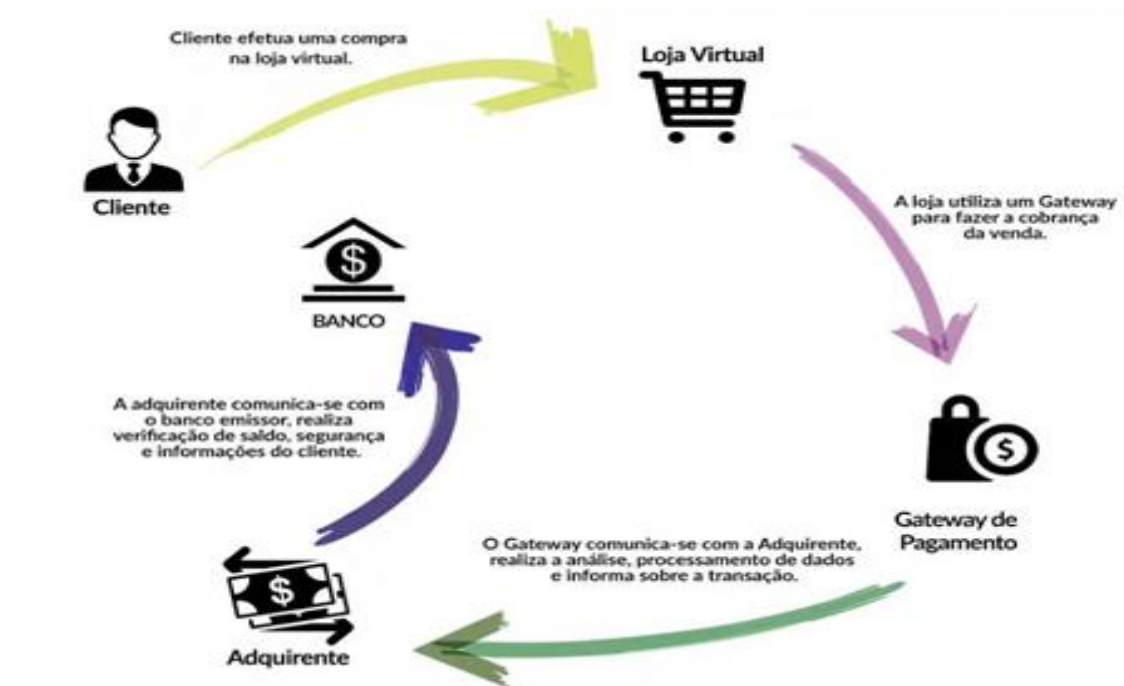 Cliente efetua uma compra
na loja virtual.
Loja Virtual
Cliente
A loja utiliza um Gateway
para fazer a cobrança
da venda.
$
BANCO
A adquirente comunica-se com
o banco emissor, realiza
verificação de saldo, segurança
e informações do cliente.
$
Gateway de
Pagamento
O Gateway comunica-se com a Adquirente,
realiza a análise, processamento de dados
e informa sobre a transação.
$
Adquirente